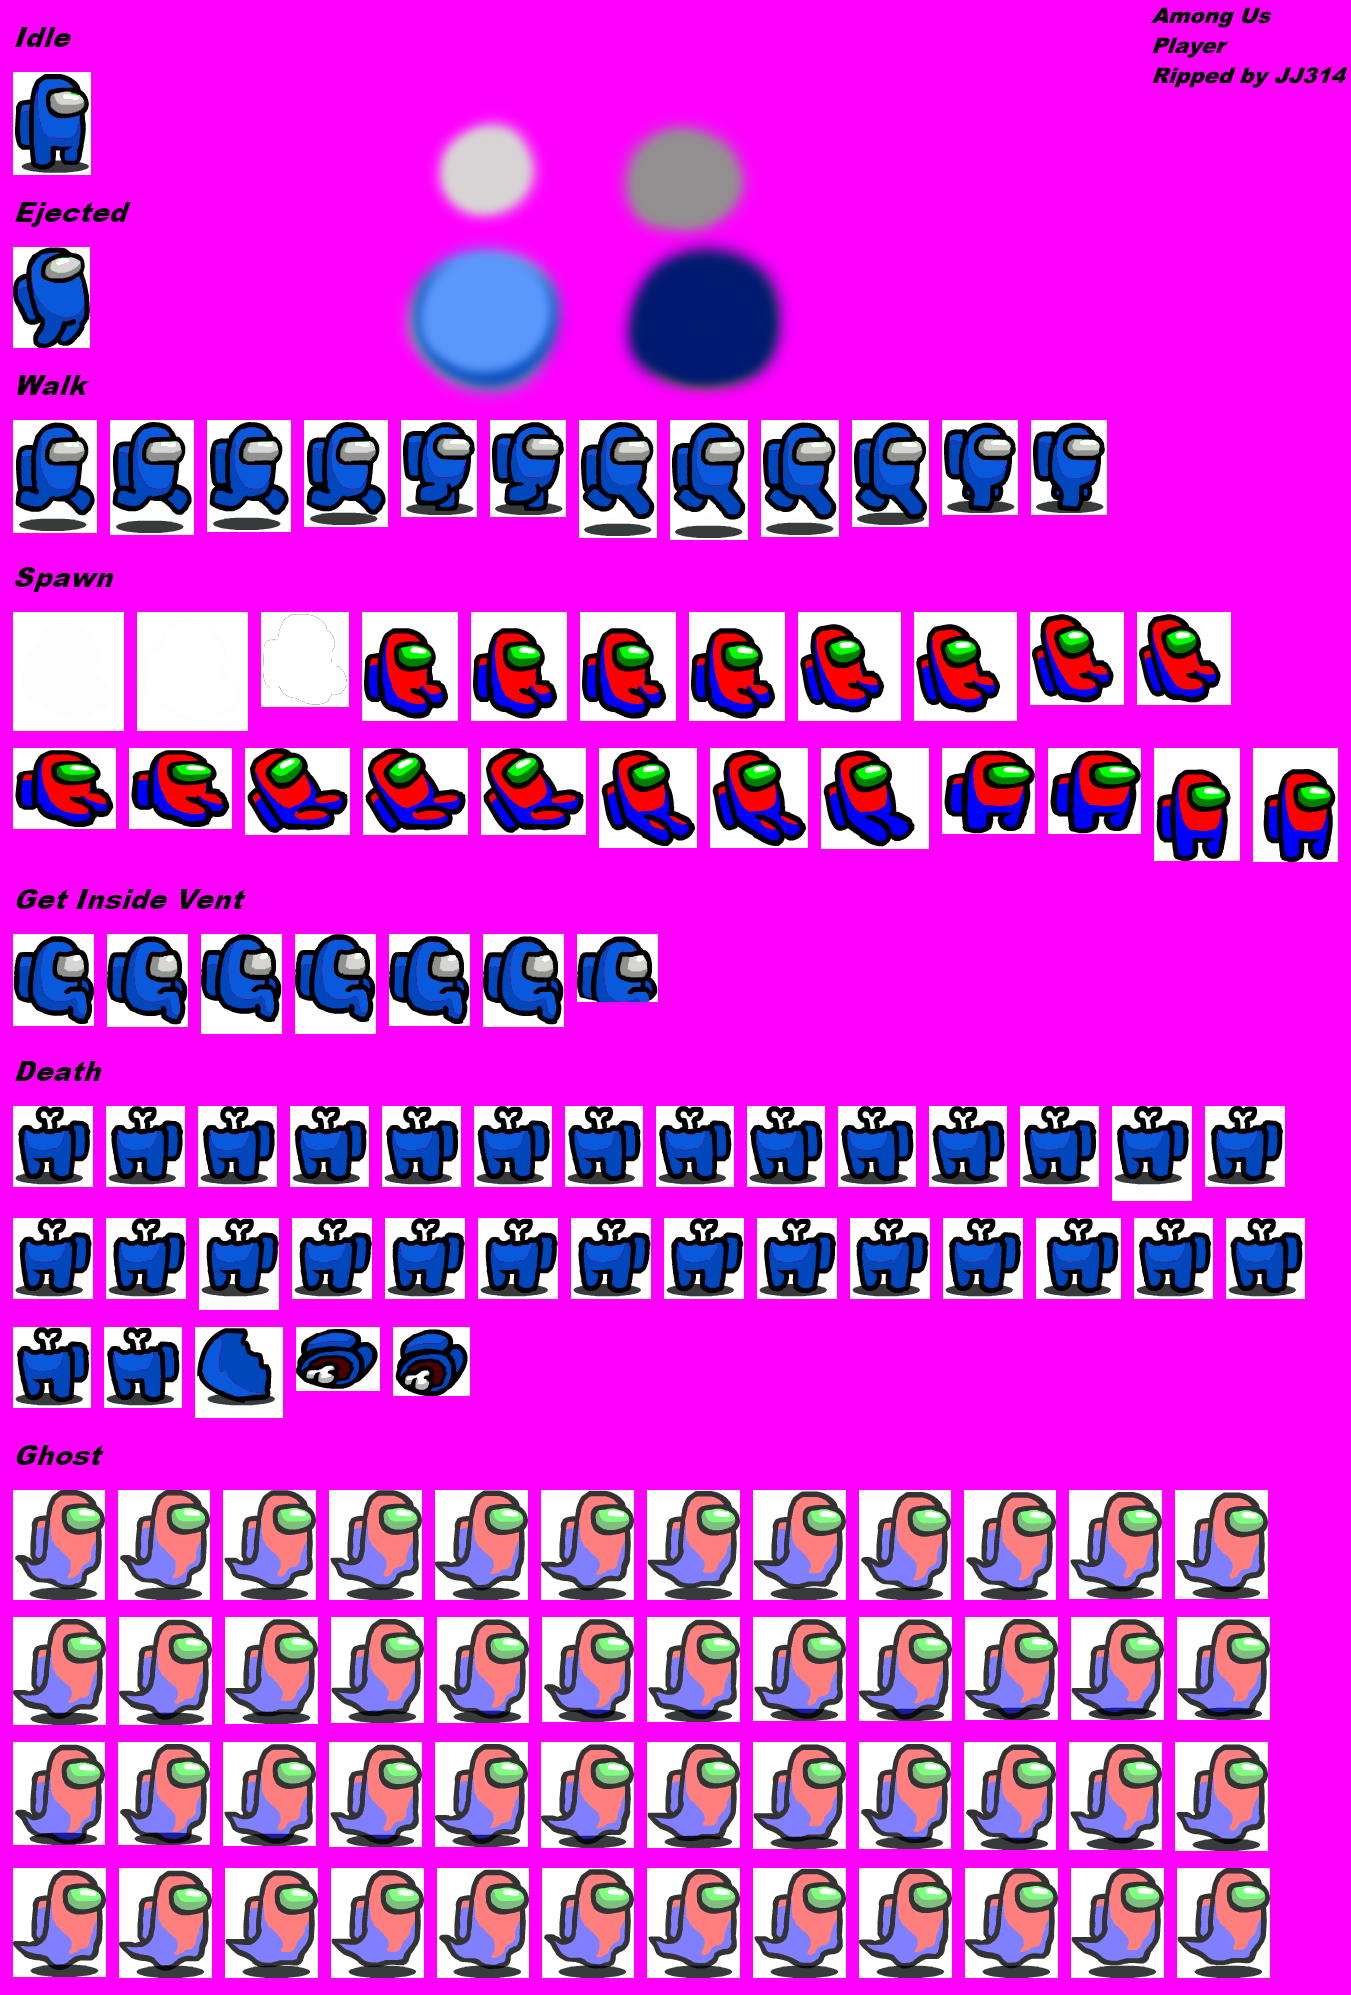 Idle
Among Us
Player
Ripped by JJ314
Ejected
Walk
Spawn
Get Inside Vent
Death
Ghost